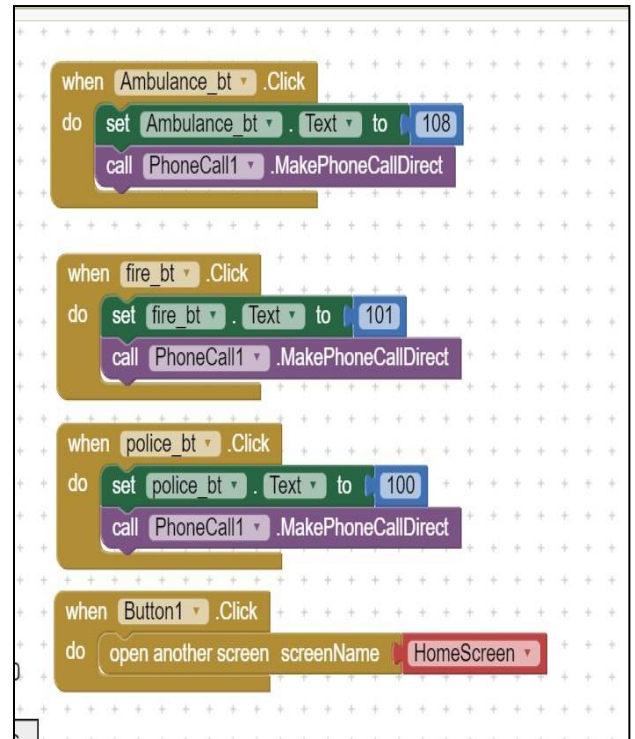 when Ambulance_bt .Click
do set Ambulance_bt . Text to 108
call PhoneCall1 .MakePhoneCallDirect
when fire_bt .Click
do set fire_bt . Text to 101
call PhoneCall1 .MakePhoneCallDirect
when police_bt .Click
do set police_bt . Text to 100
call PhoneCall1 .MakePhoneCallDirect
when Button1 .Click
do open another screen screenName HomeScreen